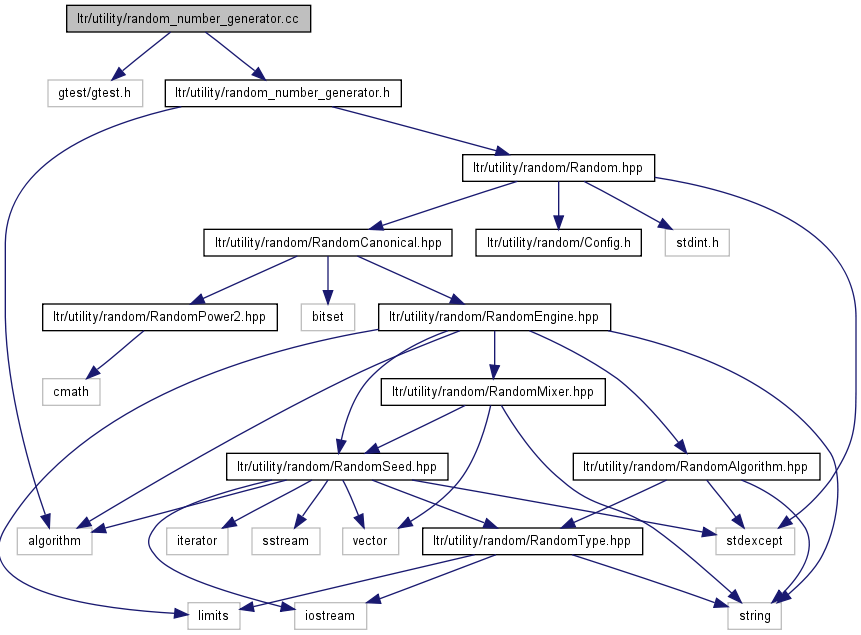 ltr/utility/random_number_generator.cc
gtest/gtest.h
ltr/utility/random_number_generator.h
ltr/utility/random/Random.hpp
ltr/utility/random/RandomCanonical.hpp
ltr/utility/random/Config.h
stdint.h
ltr/utility/random/RandomPower2.hpp
bitset
ltr/utility/random/RandomEngine.hpp
cmath
ltr/utility/random/RandomMixer.hpp
ltr/utility/random/RandomSeed.hpp
ltr/utility/random/RandomAlgorithm.hpp
algorithm
iterator
sstream
vector
ltr/utility/random/RandomType.hpp
stdexcept
limits
iostream
string